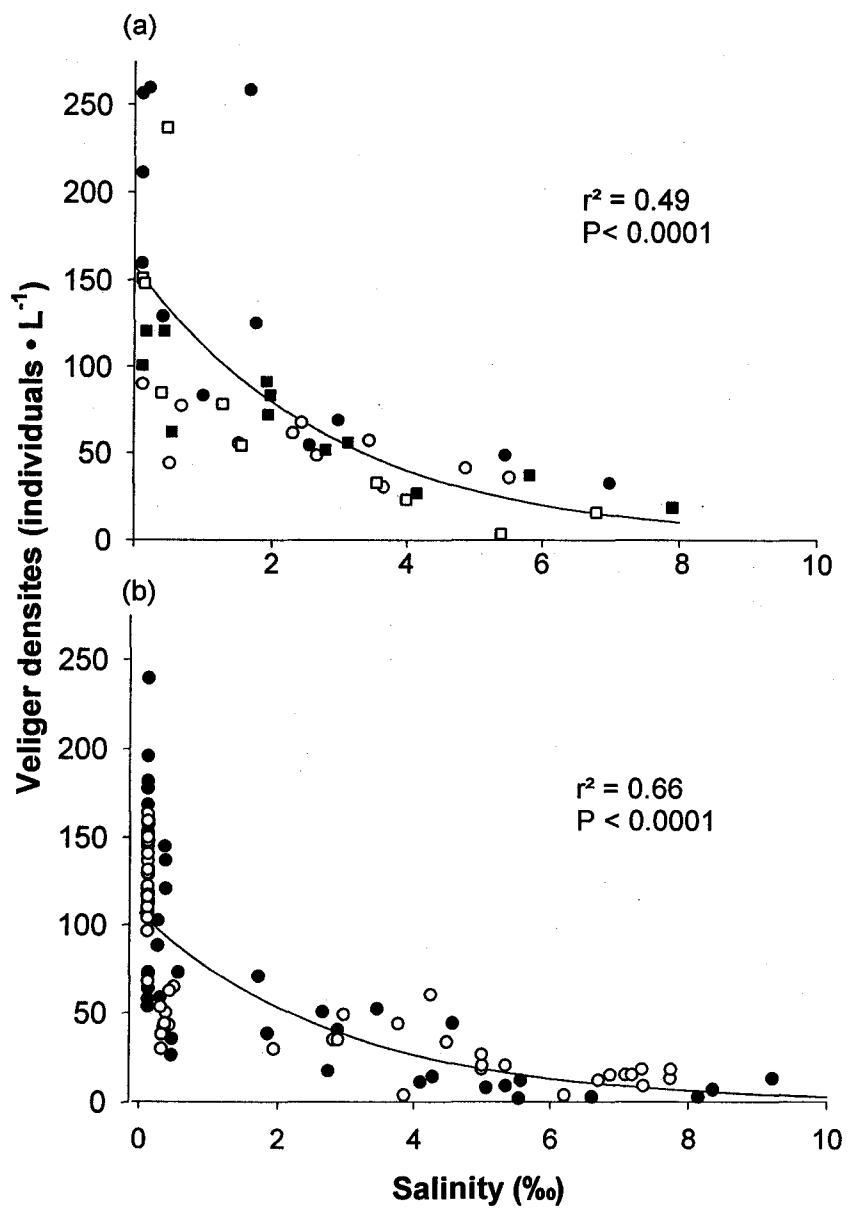 (a)
250
200
150
100
50
0
r² = 0.49
P< 0.0001
2
4
6
8
10
Veliger densites (individuals • L⁻¹)
(b)
250
200
150
100
50
0
r² = 0.66
P < 0.0001
0
2
4
6
8
10
Salinity (‰)